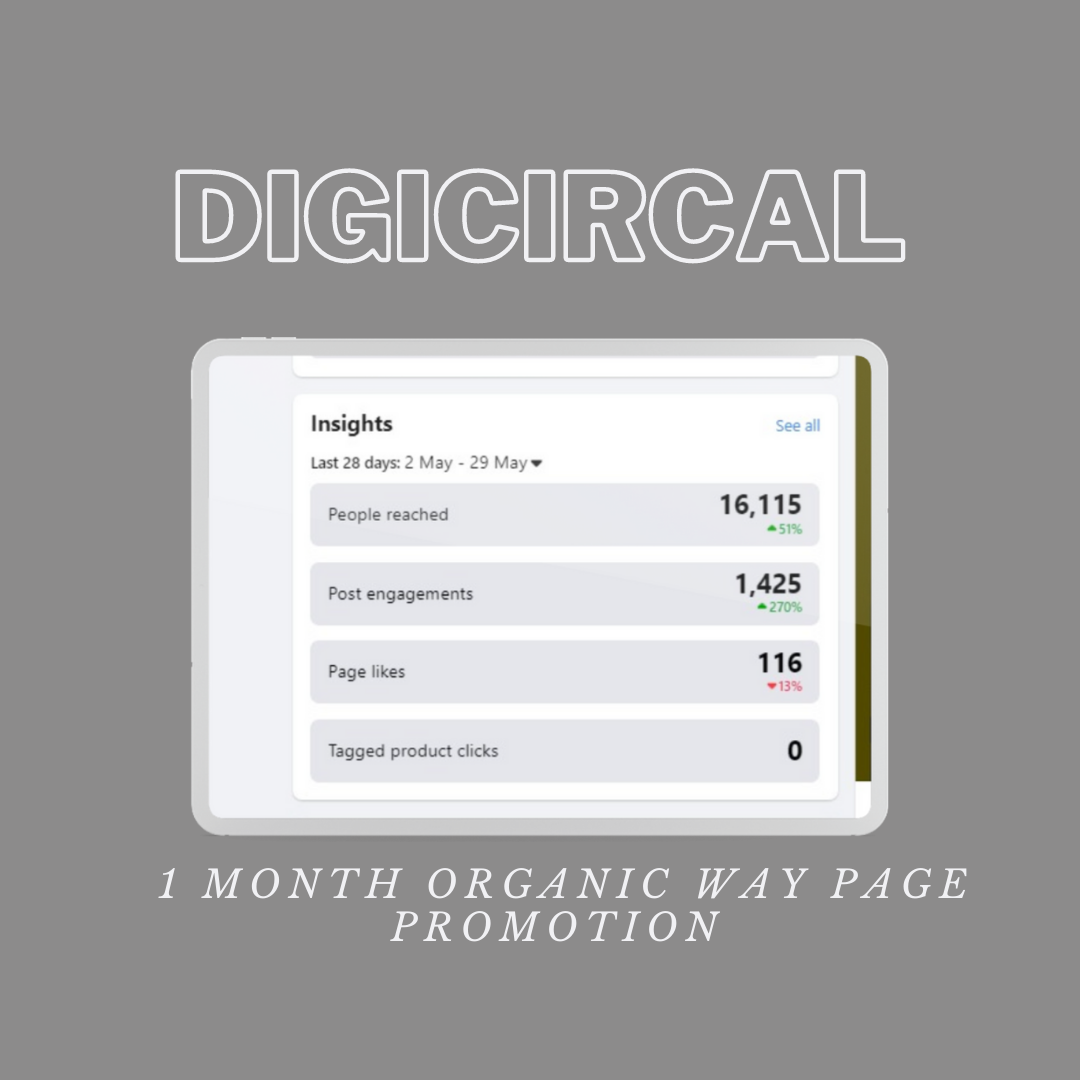 DIGICIRCAL
Insights See all
Last 28 days: 2 May - 29 May
People reached 16,115
51%
Post engagements 1,425
270%
Page likes 116
13%
Tagged product clicks 0
1 MONTH ORGANIC WAY PAGE
PROMOTION